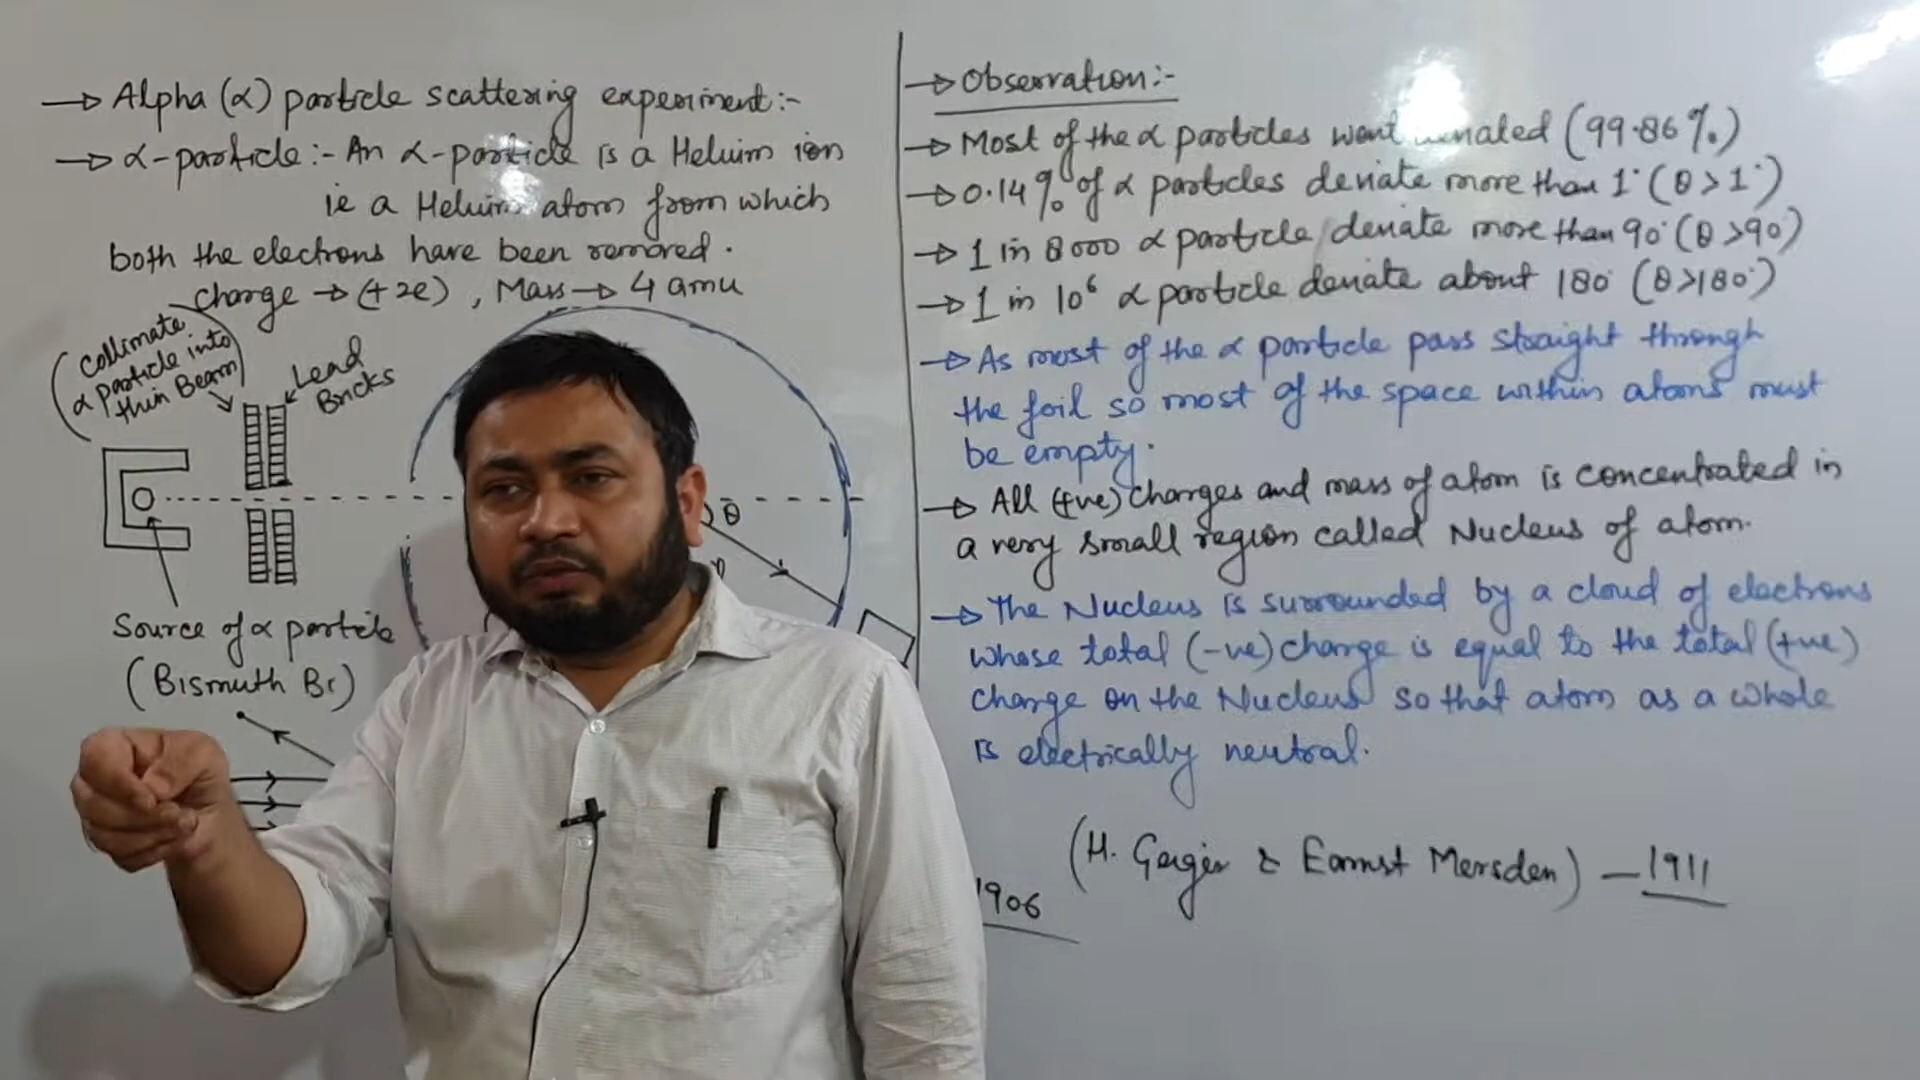 → Alpha (α) particle scattering experiment:-
→ α-particle:- An α-particle is a Helium ion
ie a Helium atom from which
both the electrons have been removed.
Charge → (+2e), Mass → 4 amu
(Collimate
α particle into
thin Beam)
Lead
Bricks
θ
Source of α particle
(Bismuth Bi)
→ Observation:-
→ Most of the α particles went (99.86%)
→ 0.14% of α particles deviate more than 1° (θ>1°)
→ 1 in 8000 α particle deviate more than 90° (θ>90°)
→ 1 in 10⁶ α particle deviate about 180° (θ>180°)
→ As most of the α particle pass straight through
the foil so most of the space within atoms must
be empty.
→ All (+ve) charges and mass of atom is concentrated in
a very small region called Nucleus of atom.
→ The Nucleus is surrounded by a cloud of electrons
whose total (-ve) charge is equal to the total (+ve)
charge on the Nucleus so that atom as a whole
is electrically neutral.
(H. Geiger & Earnst Mersden) — 1911
1906